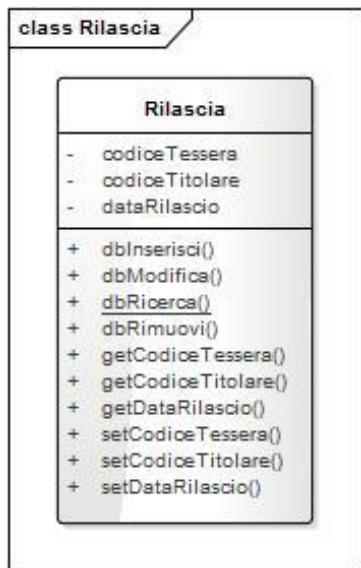 class Rilascia
Rilascia
- codiceTessera
- codiceTitolare
- dataRilascio
+ dbInserisci()
+ dbModifica()
+ dbRicerca()
+ dbRimuovi()
+ getCodiceTessera()
+ getCodiceTitolare()
+ getDataRilascio()
+ setCodiceTessera()
+ setCodiceTitolare()
+ setDataRilascio()